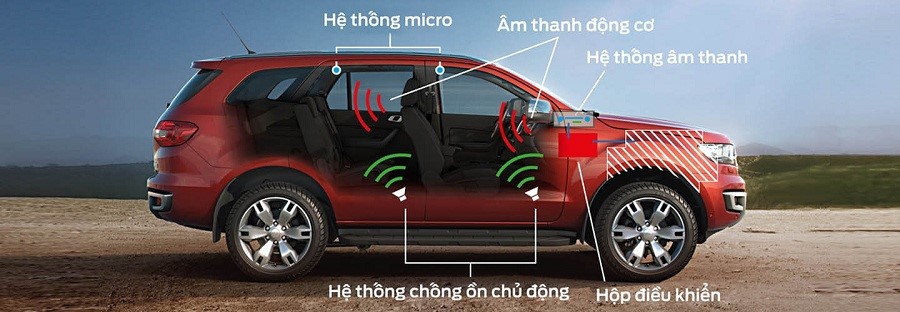 Hệ thống micro
Âm thanh động cơ
Hệ thống âm thanh
Hệ thống chống ồn chủ động
Hộp điều khiển